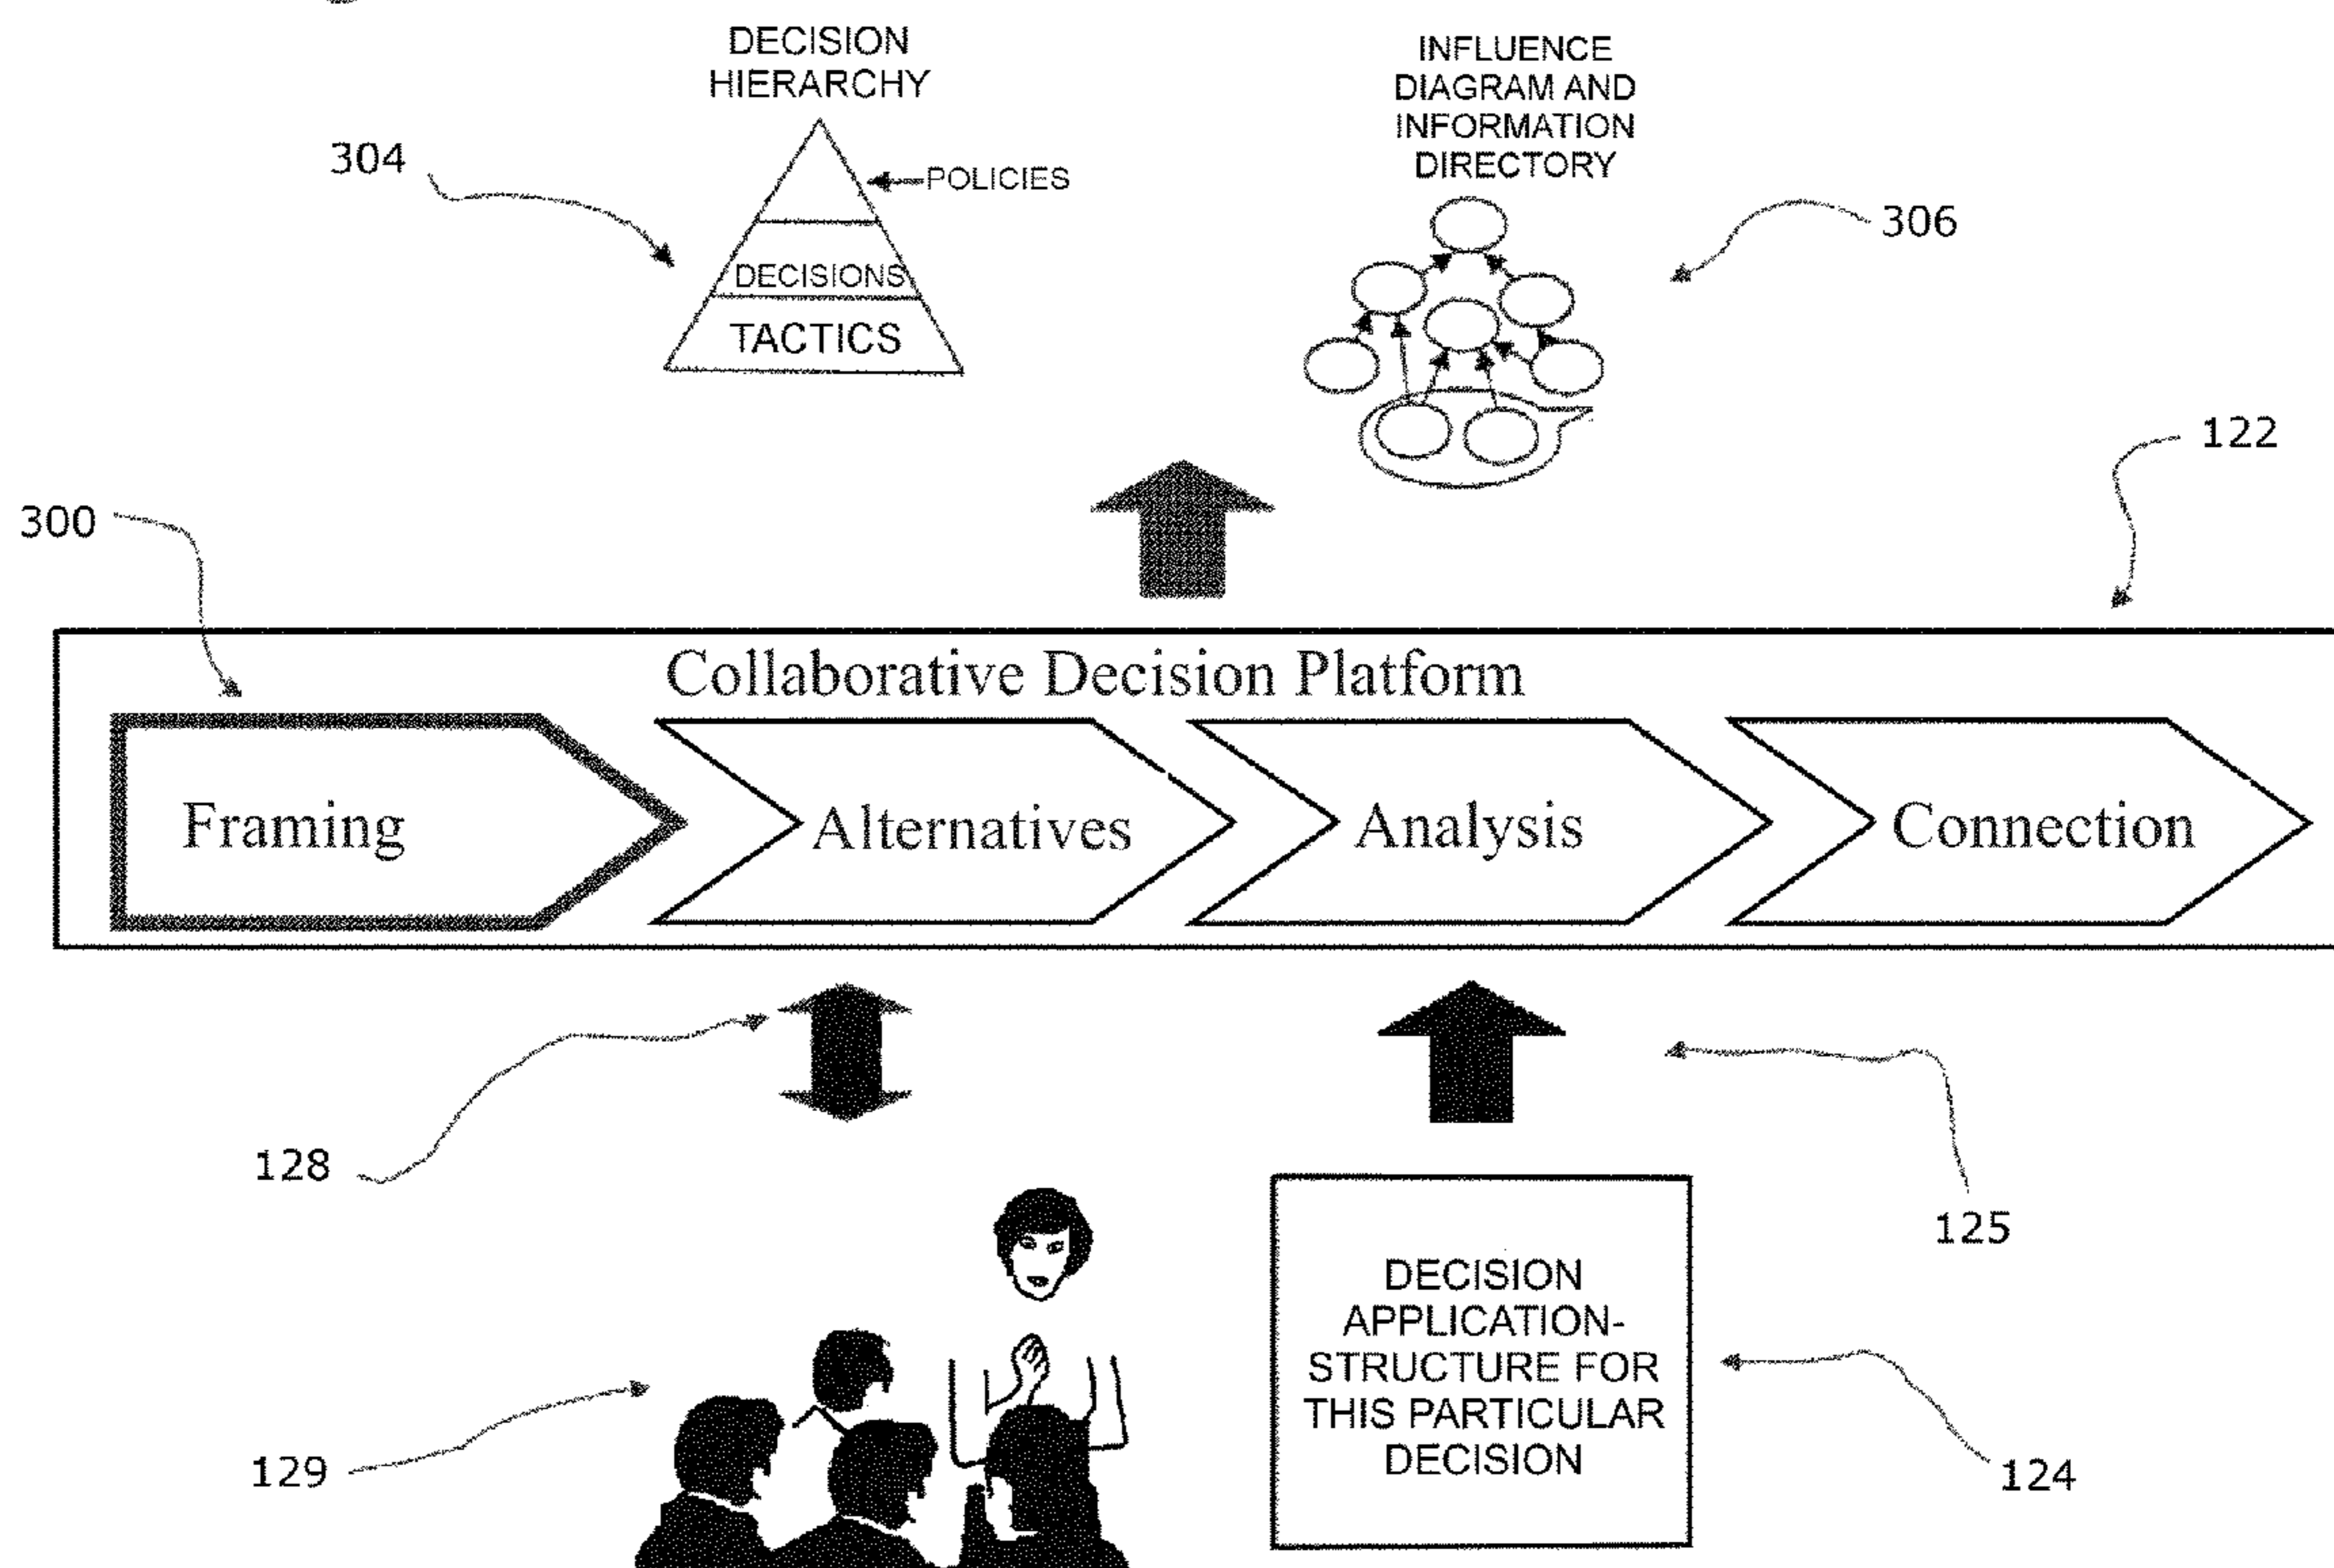 DECISION
HIERARCHY
304
POLICIES
DECISIONS
TACTICS
INFLUENCE
DIAGRAM AND
INFORMATION
DIRECTORY
306
122
300
Collaborative Decision Platform
Framing
Alternatives
Analysis
Connection
128
125
129
DECISION
APPLICATION-
STRUCTURE FOR
THIS PARTICULAR
DECISION
124